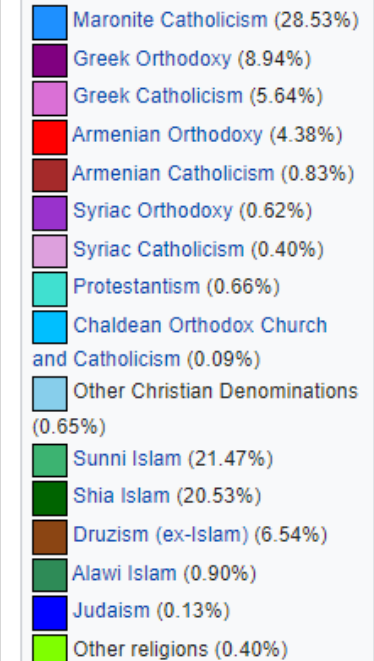 Maronite Catholicism (28.53%)
Greek Orthodoxy (8.94%)
Greek Catholicism (5.64%)
Armenian Orthodoxy (4.38%)
Armenian Catholicism (0.83%)
Syriac Orthodoxy (0.62%)
Syriac Catholicism (0.40%)
Protestantism (0.66%)
Chaldean Orthodox Church
and Catholicism (0.09%)
Other Christian Denominations
(0.65%)
Sunni Islam (21.47%)
Shia Islam (20.53%)
Druzism (ex-Islam) (6.54%)
Alawi Islam (0.90%)
Judaism (0.13%)
Other religions (0.40%)